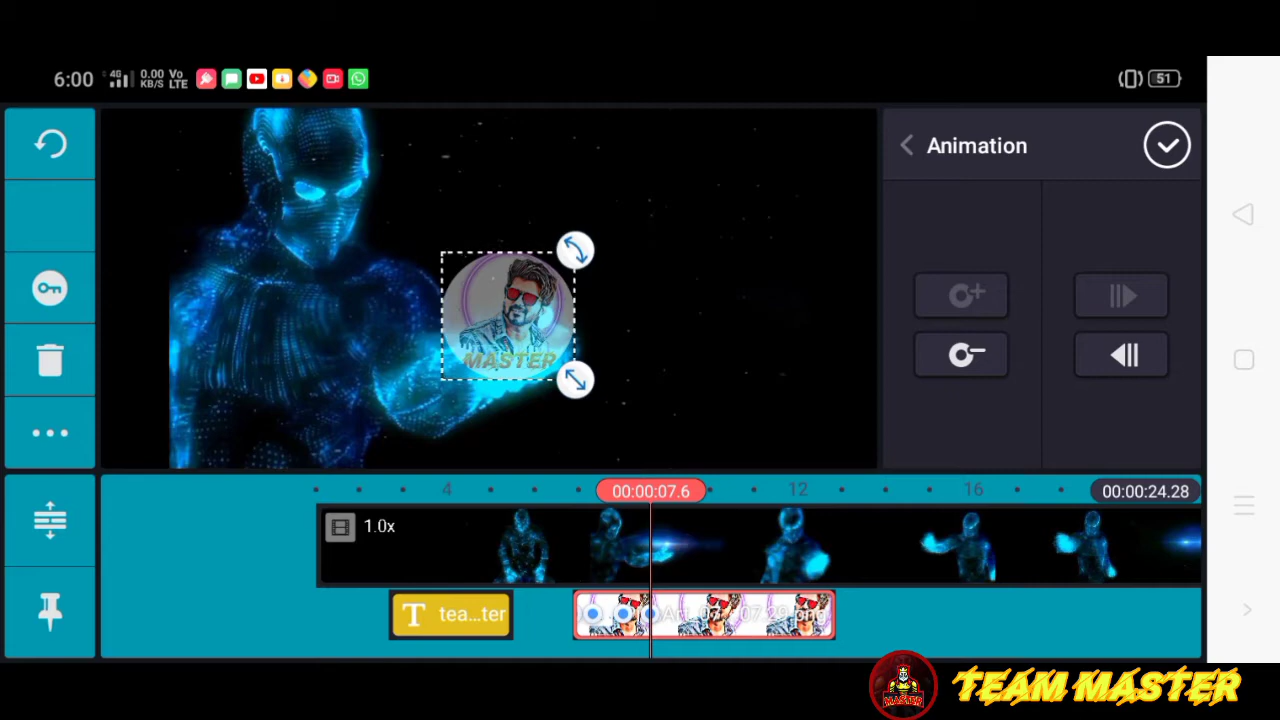 6:00 4G 0.00 KB/S Vo LTE 51
Animation
MASTER
00:00:07.6 00:00:24.28
4 12 16
1.0x
T tea...ter
MASTER TEAM MASTER